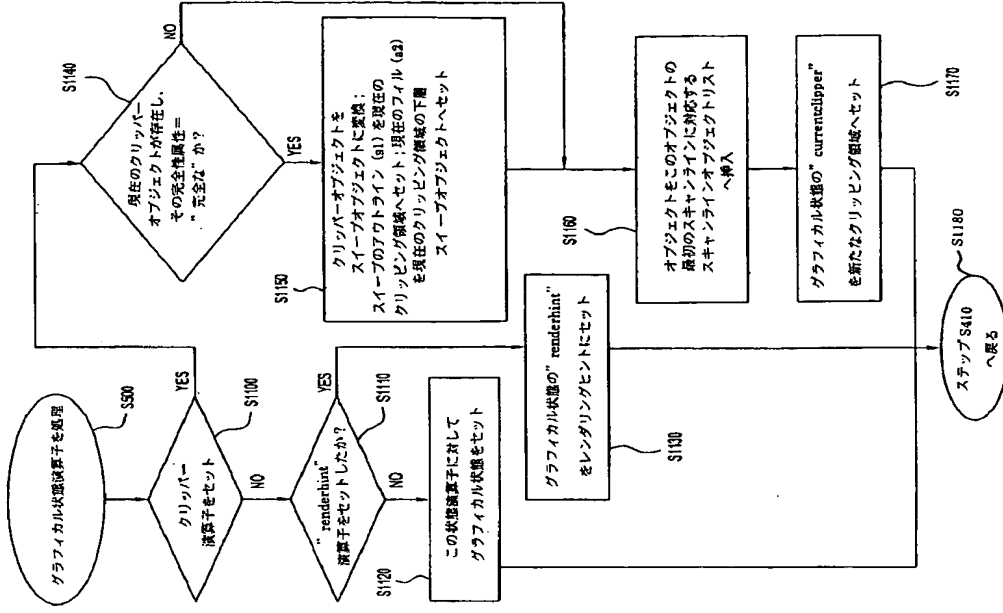 グラフィカル状態演算子を処理
S500
クリッパー
演算子をセット
S1100
YES
NO
" renderhint"
演算子をセットしたか?
S1110
YES
NO
この状態演算子に対して
グラフィカル状態をセット
S1120
グラフィカル状態の" renderhint"
をレンダリングヒントにセット
S1130
現在のクリッパー
オブジェクトが存在し、
その完全性属性=
" 完全な" か?
S1140
NO
YES
クリッパーオブジェクトを
スイープオブジェクトに変換;
スイープのアウトライン (s1) を現在の
クリッピング領域へセット;現在のフィル (s2)
を現在のクリッピング領域の下層
スイープオブジェクトへセット
S1150
オブジェクトをこのオブジェクトの
最初のスキャンラインに対応する
スキャンラインオブジェクトリスト
へ挿入
S1160
グラフィカル状態の" currentclipper"
を新たなクリッピング領域へセット
S1170
ステップ S410
へ戻る
S1180